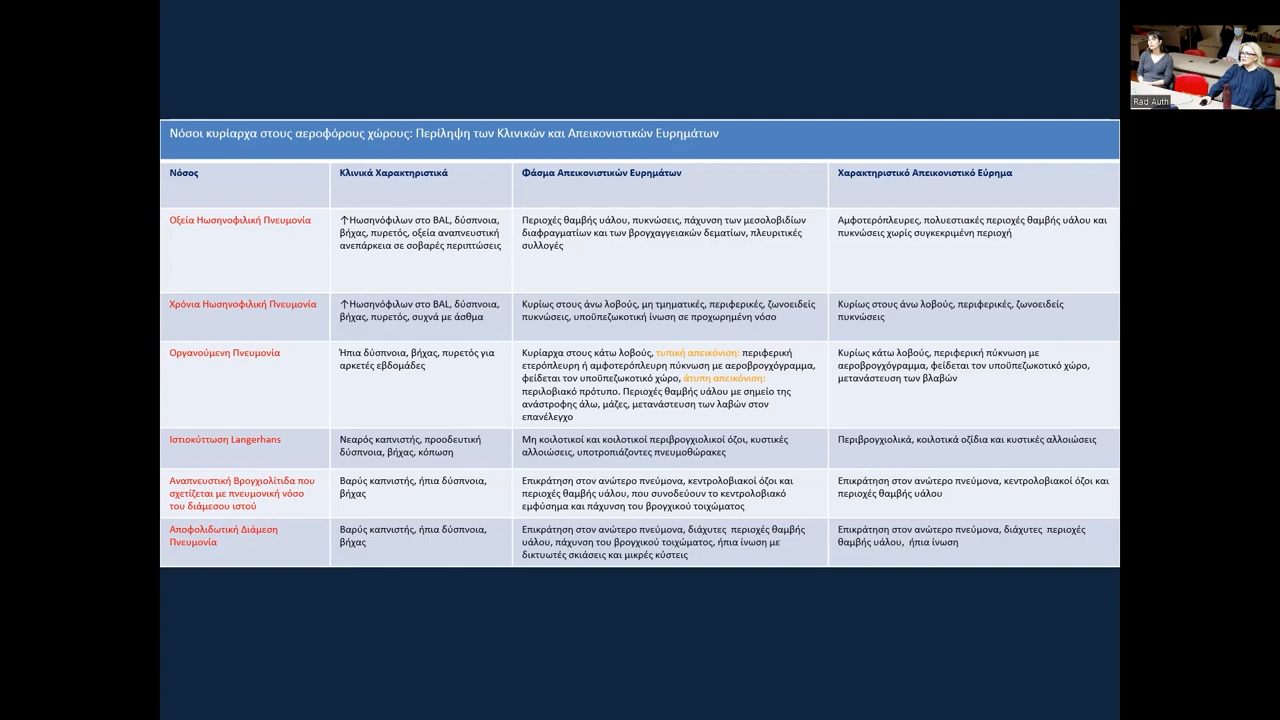 Νόσοι κυρίαρχα στους αεροφόρους χώρους: Περίληψη των Κλινικών και Απεικονιστικών Ευρημάτων
Νόσος
Κλινικά Χαρακτηριστικά
Φάσμα Απεικονιστικών Ευρημάτων
Χαρακτηριστικό Απεικονιστικό Εύρημα
Οξεία Ηωσηνοφιλική Πνευμονία
↑Ηωσηνόφιλων στο BAL, δύσπνοια,
βήχας, πυρετός, οξεία αναπνευστική
ανεπάρκεια σε σοβαρές περιπτώσεις
Περιοχές θαμβής υάλου, πυκνώσεις, πάχυνση των μεσολοβιδίων
διαφραγματίων και των βρογχαγγειακών δεματίων, πλευριτικές
συλλογές
Αμφοτερόπλευρες, πολυεστιακές περιοχές θαμβής υάλου και
πυκνώσεις χωρίς συγκεκριμένη περιοχή
Χρόνια Ηωσηνοφιλική Πνευμονία
↑Ηωσηνόφιλων στο BAL, δύσπνοια,
βήχας, πυρετός, συχνά με άσθμα
Κυρίως στους άνω λοβούς, μη τμηματικές, περιφερικές, ζωνοειδείς
πυκνώσεις, υποϋπεζωκοτική ίνωση σε προχωρημένη νόσο
Κυρίως στους άνω λοβούς, περιφερικές, ζωνοειδείς
πυκνώσεις
Οργανούμενη Πνευμονία
Ήπια δύσπνοια, βήχας, πυρετός για
αρκετές εβδομάδες
Κυρίαρχα στους κάτω λοβούς, τυπική απεικόνιση: περιφερική
ετερόπλευρη ή αμφοτερόπλευρη πύκνωση με αεροβρογχόγραμμα,
φείδεται τον υποϋπεζωκοτικό χώρο, άτυπη απεικόνιση:
περιλοβιακό πρότυπο. Περιοχές θαμβής υάλου με σημείο της
ανάστροφης άλω, μάζες, μετανάστευση των λαβών στον
επανέλεγχο
Κυρίως κάτω λοβούς, περιφερική πύκνωση με
αεροβρογχόγραμμα, φείδεται τον υποϋπεζωκοτικό χώρο,
μετανάστευση των βλαβών
Ιστιοκύττωση Langerhans
Νεαρός καπνιστής, προοδευτική
δύσπνοια, βήχας, κόπωση
Μη κοιλοτικοί και κοιλοτικοί περιβρογχιολικοί όζοι, κυστικές
αλλοιώσεις, υποτροπιάζοντες πνευμοθώρακες
Περιβρογχιολικά, κοιλοτικά οζίδια και κυστικές αλλοιώσεις
Αναπνευστική Βρογχιολίτιδα που
σχετίζεται με πνευμονική νόσο
του διάμεσου ιστού
Βαρύς καπνιστής, ήπια δύσπνοια,
βήχας
Επικράτηση στον ανώτερο πνεύμονα, κεντρολοβιακοί όζοι και
περιοχές θαμβής υάλου, που συνοδεύουν το κεντρολοβιακό
εμφύσημα και πάχυνση του βρογχικού τοιχώματος
Επικράτηση στον ανώτερο πνεύμονα, κεντρολοβιακοί όζοι και
περιοχές θαμβής υάλου
Αποφολιδωτική Διάμεση
Πνευμονία
Βαρύς καπνιστής, ήπια δύσπνοια,
βήχας
Επικράτηση στον ανώτερο πνεύμονα, διάχυτες περιοχές θαμβής
υάλου, πάχυνση του βρογχικού τοιχώματος, ήπια ίνωση με
δικτυωτές σκιάσεις και μικρές κύστεις
Επικράτηση στον ανώτερο πνεύμονα, διάχυτες περιοχές
θαμβής υάλου, ήπια ίνωση
Rad Auth